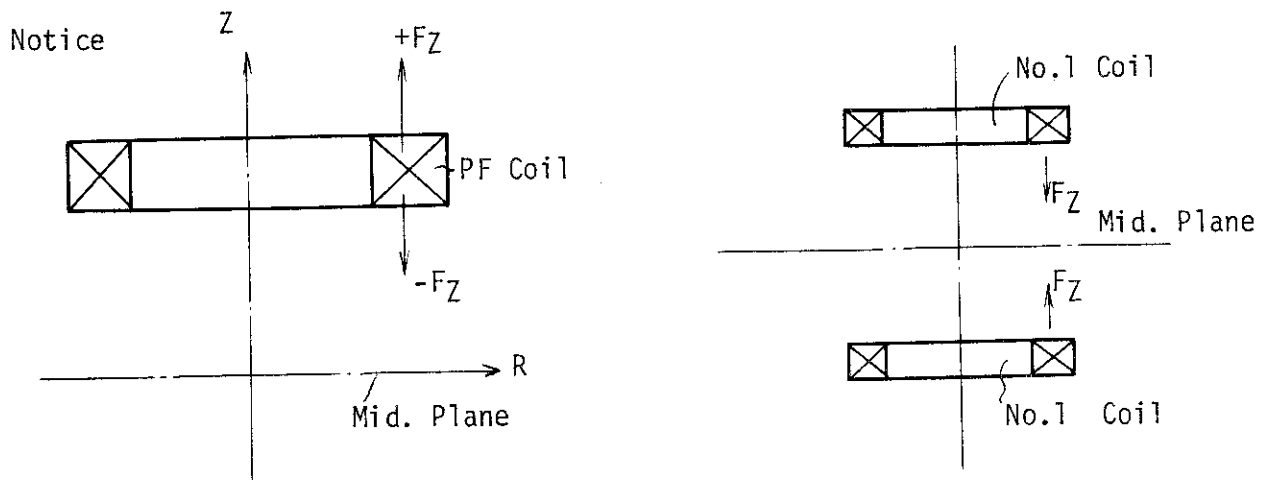 Notice
Z
+FZ
PF Coil
-FZ
R
Mid. Plane
No.1 Coil
FZ
Mid. Plane
FZ
No.1 Coil